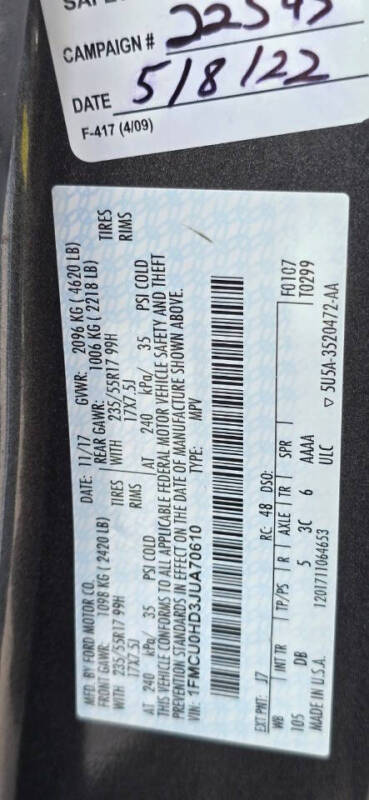 CAMPAIGN # 225
DATE 5/8/22
F-417 (4/09)
MFD. BY FORD MOTOR CO.
DATE: 11/17 GVWR: 2096 KG ( 4620 LB)
FRONT GAWR: 1098 KG ( 2420 LB) REAR GAWR: 1006 KG ( 2218 LB)
WITH 235/55R17 99H TIRES WITH 235/55R17 99H TIRES
17X7.5J RIMS 17X7.5J RIMS
AT 240 kPa/ 35 PSI COLD AT 240 kPa/ 35 PSI COLD
THIS VEHICLE CONFORMS TO ALL APPLICABLE FEDERAL MOTOR VEHICLE SAFETY AND THEFT
PREVENTION STANDARDS IN EFFECT ON THE DATE OF MANUFACTURE SHOWN ABOVE.
VIN: 1FMCU0HD3JUA70610 TYPE: MPV
EXT PNT: J7 RC: 48 DSO: F0107
WB INT TR TP/PS R AXLE TR SPR T0299
105 DB 5 3C 6 AAAA
1201711064653 ULC
MADE IN U.S.A. ▽ 5U5A-3520472-AA